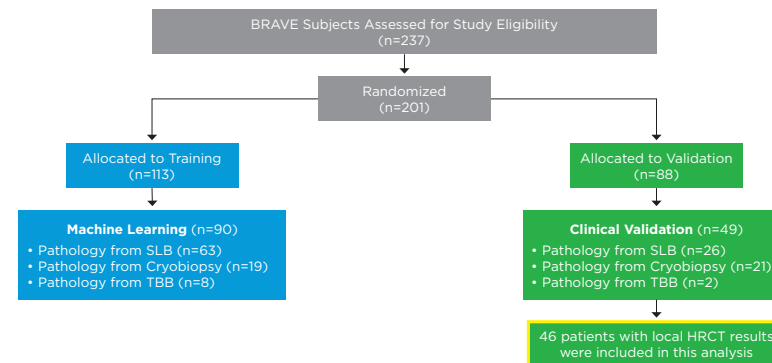 BRAVE Subjects Assessed for Study Eligibility
(n=237)
Randomized
(n=201)
Allocated to Training
(n=113)
Allocated to Validation
(n=88)
Machine Learning (n=90)
• Pathology from SLB (n=63)
• Pathology from Cryobiopsy (n=19)
• Pathology from TBB (n=8)
Clinical Validation (n=49)
• Pathology from SLB (n=26)
• Pathology from Cryobiopsy (n=21)
• Pathology from TBB (n=2)
46 patients with local HRCT results
were included in this analysis